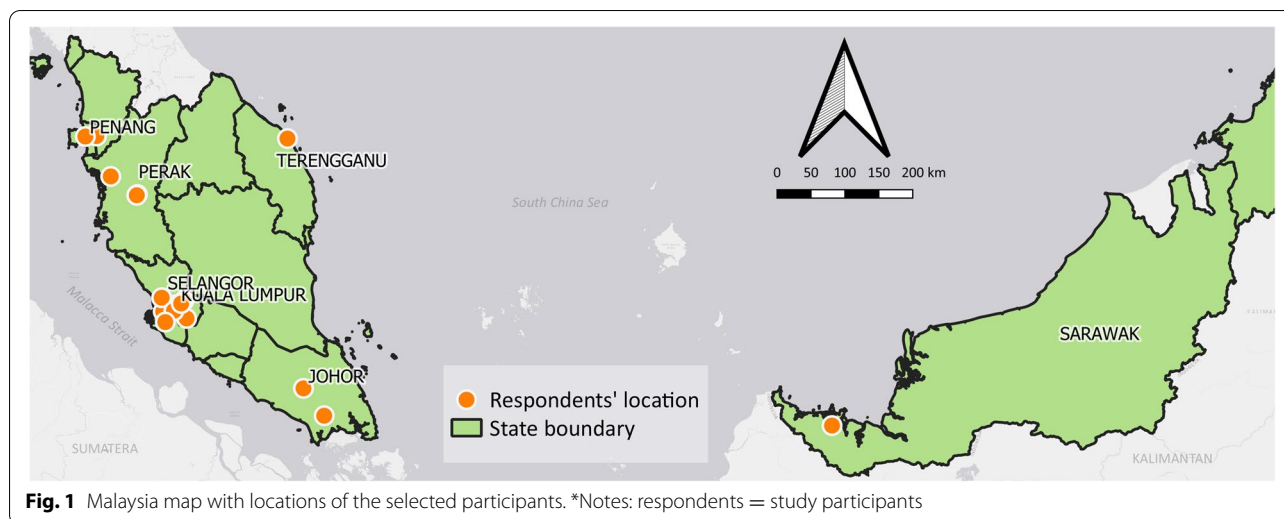 PENANG
TERENGGANU
PERAK
0 50 100 150 200 km
South China Sea
SELANGOR
KUALA LUMPUR
Malacca Strait
SARAWAK
JOHOR
Respondents' location
State boundary
SUMATERA
KALIMANTAN
Fig. 1 Malaysia map with locations of the selected participants. *Notes: respondents = study participants